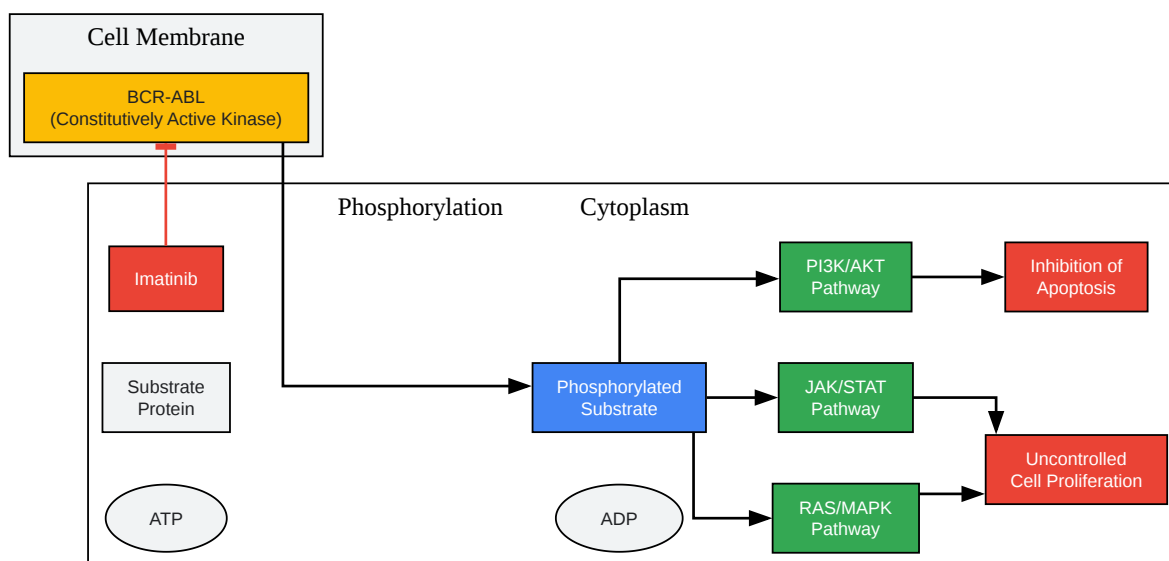 Cell Membrane
BCR-ABL
(Constitutively Active Kinase)
Phosphorylation
Cytoplasm
Imatinib
PI3K/AKT
Pathway
Inhibition of
Apoptosis
Substrate
Protein
Phosphorylated
Substrate
JAK/STAT
Pathway
Uncontrolled
Cell Proliferation
ATP
ADP
RAS/MAPK
Pathway